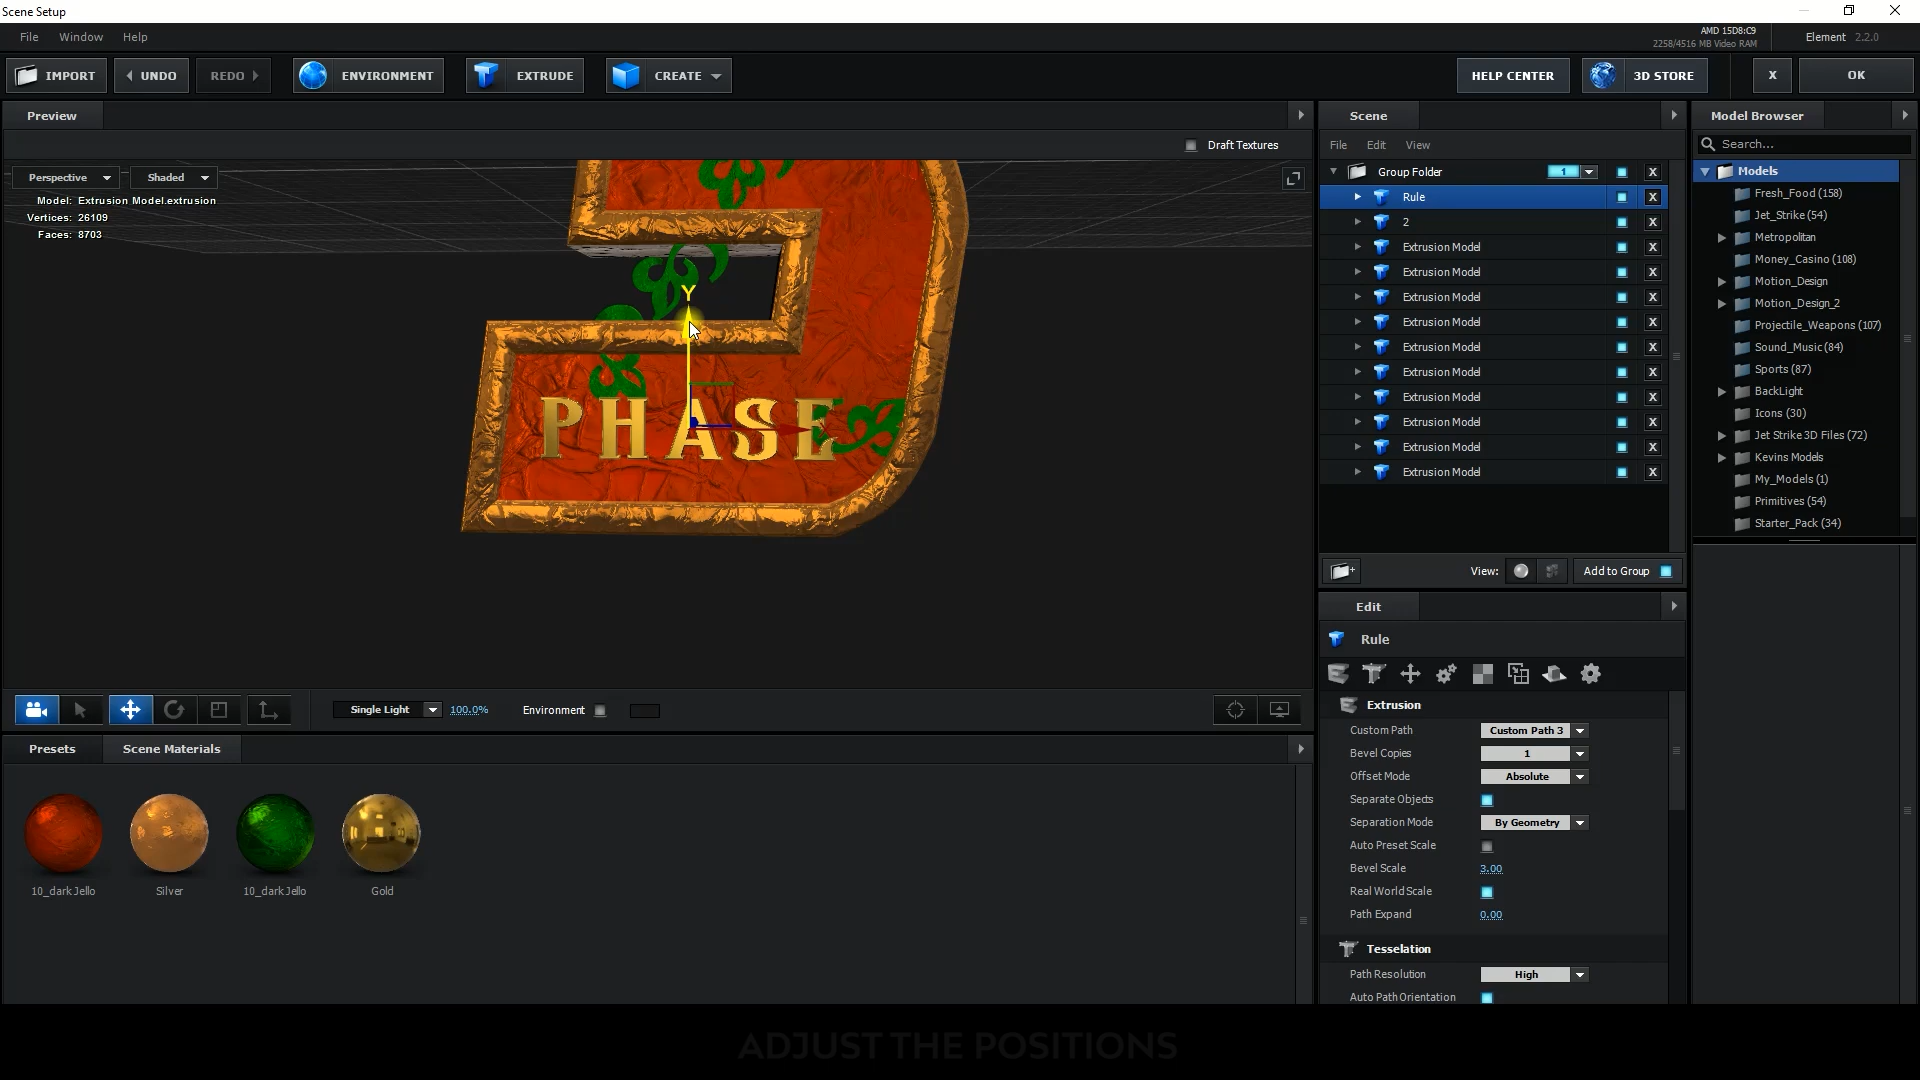 Scene Setup
File Window Help
AMD 15D8:C9
2258/4516 MB Video RAM
Element 2.2.0
IMPORT UNDO REDO ENVIRONMENT EXTRUDE CREATE HELP CENTER 3D STORE X OK
Preview
Draft Textures
Perspective Shaded
Model: Extrusion Model.extrusion
Vertices: 26109
Faces: 8703
Y
PHASE
Single Light 100.0% Environment
Presets Scene Materials
10_dark Jello Silver 10_dark Jello Gold
Scene
File Edit View
Group Folder 1 X
Rule X
2 X
Extrusion Model X
Extrusion Model X
Extrusion Model X
Extrusion Model X
Extrusion Model X
Extrusion Model X
Extrusion Model X
Extrusion Model X
Extrusion Model X
Extrusion Model X
View: Add to Group
Edit
Rule
Extrusion
Custom Path Custom Path 3
Bevel Copies 1
Offset Mode Absolute
Separate Objects
Separation Mode By Geometry
Auto Preset Scale
Bevel Scale 3.00
Real World Scale
Path Expand 0.00
Tesselation
Path Resolution High
Auto Path Orientation
Model Browser
Search...
Models
Fresh_Food (158)
Jet_Strike (54)
Metropolitan
Money_Casino (108)
Motion_Design
Motion_Design_2
Projectile_Weapons (107)
Sound_Music (84)
Sports (87)
BackLight
Icons (30)
Jet Strike 3D Files (72)
Kevins Models
My_Models (1)
Primitives (54)
Starter_Pack (34)
ADJUST THE POSITIONS